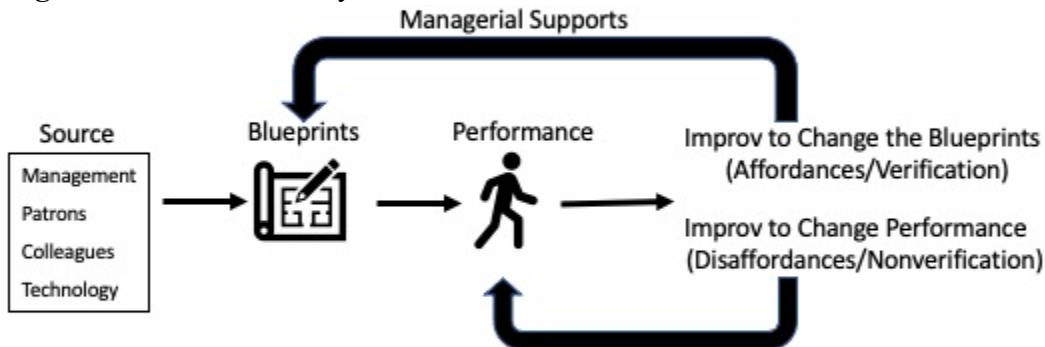 Managerial Supports
Source
Management
Patrons
Colleagues
Technology
Blueprints
Performance
Improv to Change the Blueprints
(Affordances/Verification)
Improv to Change Performance
(Disaffordances/Nonverification)